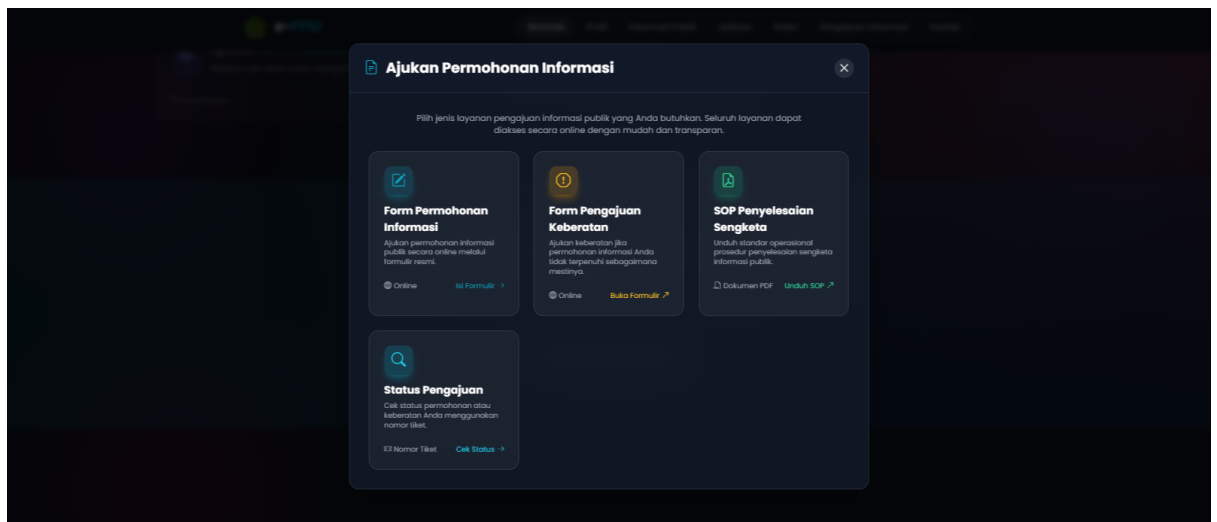 Ajukan Permohonan Informasi
Pilih jenis layanan pengajuan informasi publik yang Anda butuhkan. Seluruh layanan dapat
diakses secara online dengan mudah dan transparan.
Form Permohonan
Informasi
Ajukan permohonan informasi
publik secara online melalui
formulir resmi.
Online
Isi Formulir →
Form Pengajuan
Keberatan
Ajukan keberatan jika
permohonan informasi Anda
tidak terpenuhi sebagaimana
mestinya.
Online
Buka Formulir ↗
SOP Penyelesaian
Sengketa
Unduh standar operasional
prosedur penyelesaian sengketa
informasi publik.
Dokumen PDF
Unduh SOP ↗
Status Pengajuan
Cek status permohonan atau
keberatan Anda menggunakan
nomor tiket.
Nomor Tiket
Cek Status →